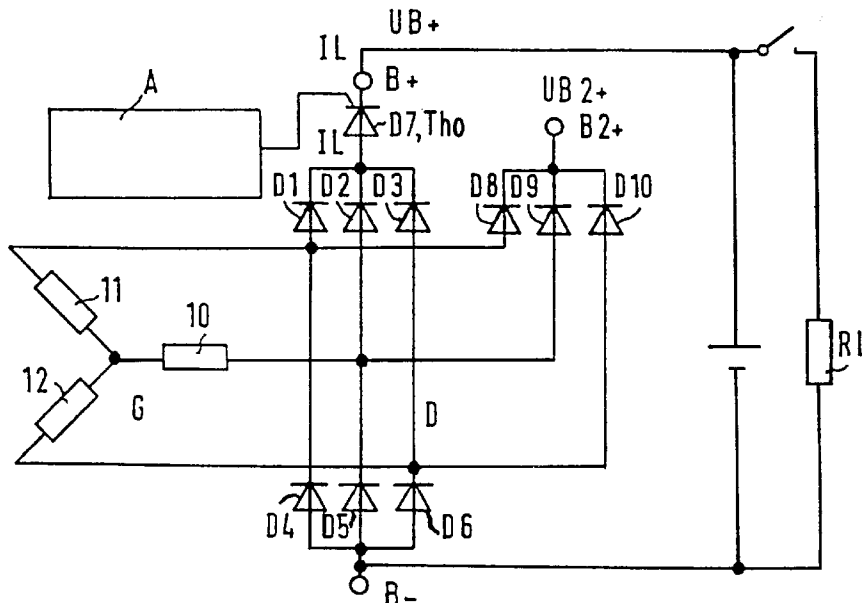 UB+
IL
B+
A
UB2+
B2+
D7,Tho
IL
D1
D2
D3
D8
D9
D10
11
10
12
G
D
Rl
D4
D5
D6
B-